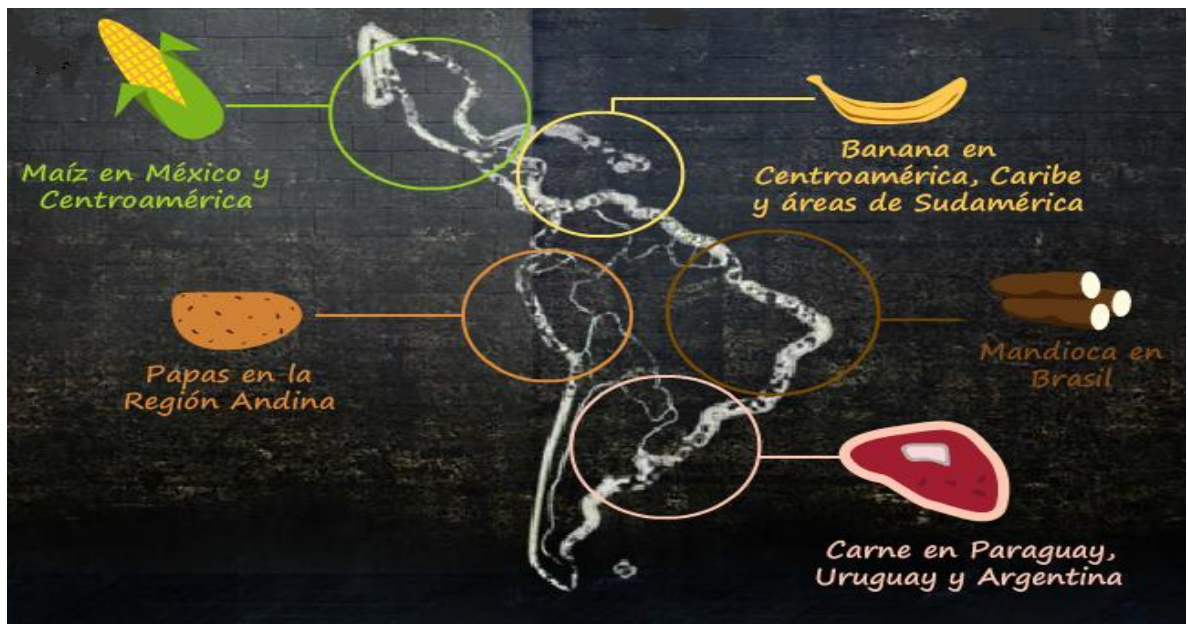 Maíz en México y
Centroamérica
Banana en
Centroamérica, Caribe
y áreas de Sudamérica
Papas en la
Región Andina
Mandioca en
Brasil
Carne en Paraguay,
Uruguay y Argentina